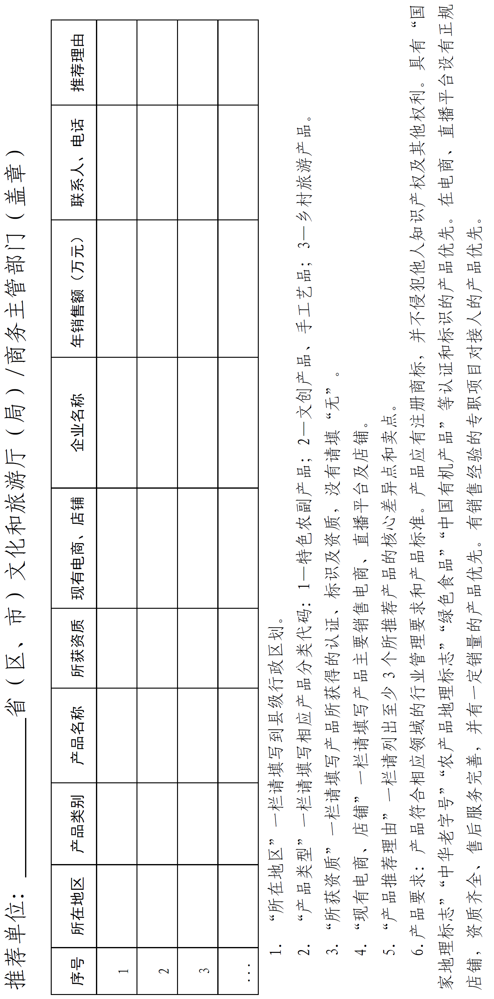 推荐单位：________省（区、市）文化和旅游厅（局）/商务主管部门（盖章）
序号 所在地区 产品类别 产品名称 所获资质 现有电商、店铺 企业名称 年销售额（万元） 联系人、电话 推荐理由
1
2
3
...
1. “所在地区”一栏请填写到县级行政区划。
2. “产品类型”一栏请填写相应产品分类代码：1—特色农副产品；2—文创产品、手工艺品；3—乡村旅游产品。
3. “所获资质”一栏请填写产品所获得的认证、标识及资质，没有请填“无”。
4. “现有电商、店铺”一栏请填写产品主要销售电商、直播平台及店铺。
5. “产品推荐理由”一栏请列出至少 3 个所推荐产品的核心差异点和卖点。
6. 产品要求：产品符合相应领域的行业管理要求和产品标准。产品应有注册商标，并不侵犯他人知识产权及其他权利。具有“国
家地理标志”“中华老字号”“农产品地理标志”“绿色食品”“中国有机产品”等认证和标识的产品优先。在电商、直播平台设有正规
店铺，资质齐全、售后服务完善，并有一定销量的产品优先。有销售经验的专职项目对接人的产品优先。